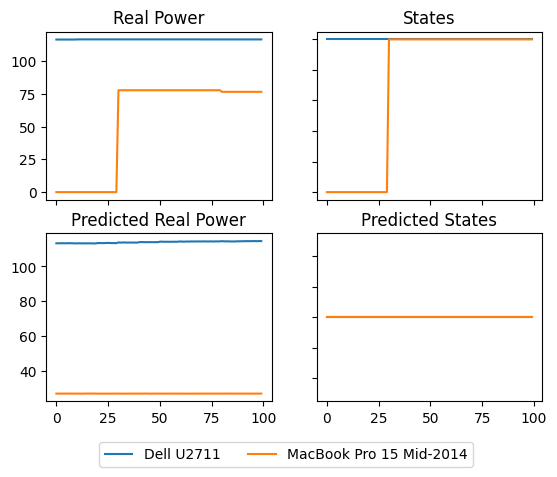 Real Power
States
100
75
50
25
0
Predicted Real Power
Predicted States
100
80
60
40
0 25 50 75 100
0 25 50 75 100
Dell U2711 MacBook Pro 15 Mid-2014